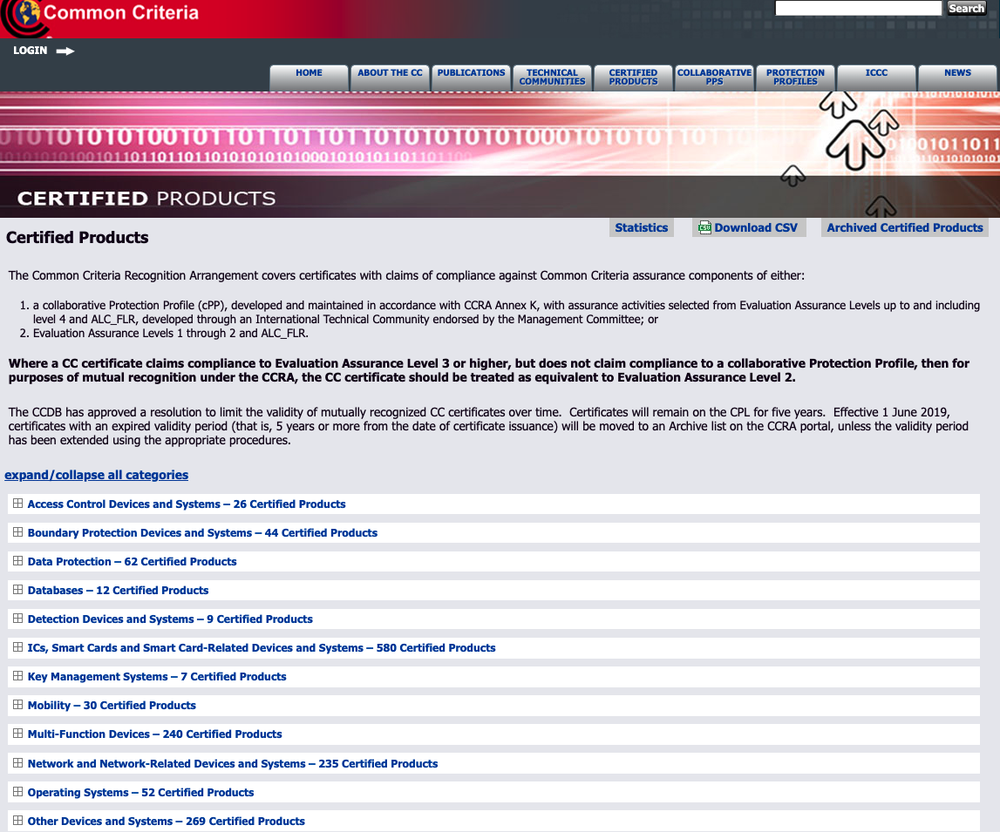 Common Criteria
Search
LOGIN
HOME
ABOUT THE CC
PUBLICATIONS
TECHNICAL
COMMUNITIES
CERTIFIED
PRODUCTS
COLLABORATIVE
PPS
PROTECTION
PROFILES
ICCC
NEWS
CERTIFIED PRODUCTS
Certified Products
Statistics
Download CSV
Archived Certified Products
The Common Criteria Recognition Arrangement covers certificates with claims of compliance against Common Criteria assurance components of either:
1. a collaborative Protection Profile (cPP), developed and maintained in accordance with CCRA Annex K, with assurance activities selected from Evaluation Assurance Levels up to and including
level 4 and ALC_FLR, developed through an International Technical Community endorsed by the Management Committee; or
2. Evaluation Assurance Levels 1 through 2 and ALC_FLR.
Where a CC certificate claims compliance to Evaluation Assurance Level 3 or higher, but does not claim compliance to a collaborative Protection Profile, then for
purposes of mutual recognition under the CCRA, the CC certificate should be treated as equivalent to Evaluation Assurance Level 2.
The CCDB has approved a resolution to limit the validity of mutually recognized CC certificates over time. Certificates will remain on the CPL for five years. Effective 1 June 2019,
certificates with an expired validity period (that is, 5 years or more from the date of certificate issuance) will be moved to an Archive list on the CCRA portal, unless the validity period
has been extended using the appropriate procedures.
expand/collapse all categories
Access Control Devices and Systems – 26 Certified Products
Boundary Protection Devices and Systems – 44 Certified Products
Data Protection – 62 Certified Products
Databases – 12 Certified Products
Detection Devices and Systems – 9 Certified Products
ICs, Smart Cards and Smart Card-Related Devices and Systems – 580 Certified Products
Key Management Systems – 7 Certified Products
Mobility – 30 Certified Products
Multi-Function Devices – 240 Certified Products
Network and Network-Related Devices and Systems – 235 Certified Products
Operating Systems – 52 Certified Products
Other Devices and Systems – 269 Certified Products